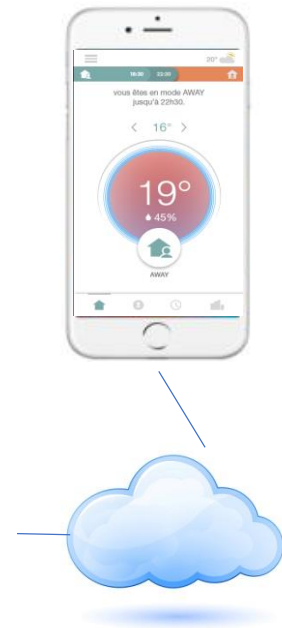 20°
16:30 22:30
vous êtes en mode AWAY
jusqu'à 22h30.
< 16° >
19°
45%
AWAY